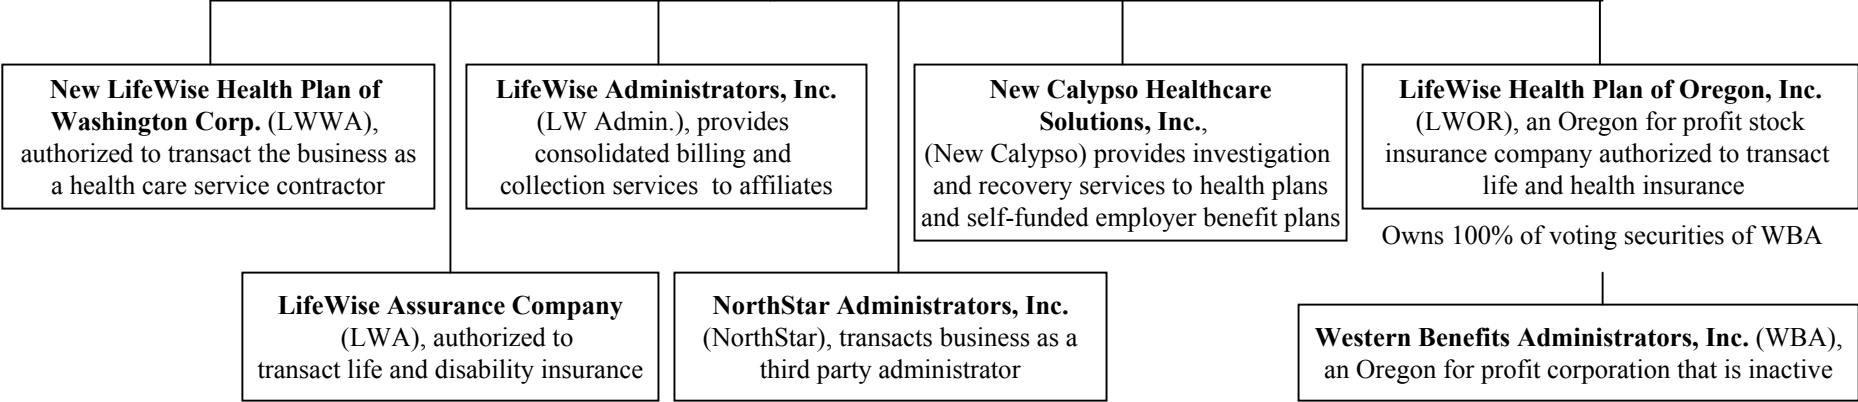 New LifeWise Health Plan of
Washington Corp. (LWWA),
authorized to transact the business as
a health care service contractor
LifeWise Administrators, Inc.
(LW Admin.), provides
consolidated billing and
collection services to affiliates
New Calypso Healthcare
Solutions, Inc.,
(New Calypso) provides investigation
and recovery services to health plans
and self-funded employer benefit plans
LifeWise Health Plan of Oregon, Inc.
(LWOR), an Oregon for profit stock
insurance company authorized to transact
life and health insurance
Owns 100% of voting securities of WBA
LifeWise Assurance Company
(LWA), authorized to
transact life and disability insurance
NorthStar Administrators, Inc.
(NorthStar), transacts business as a
third party administrator
Western Benefits Administrators, Inc. (WBA),
an Oregon for profit corporation that is inactive